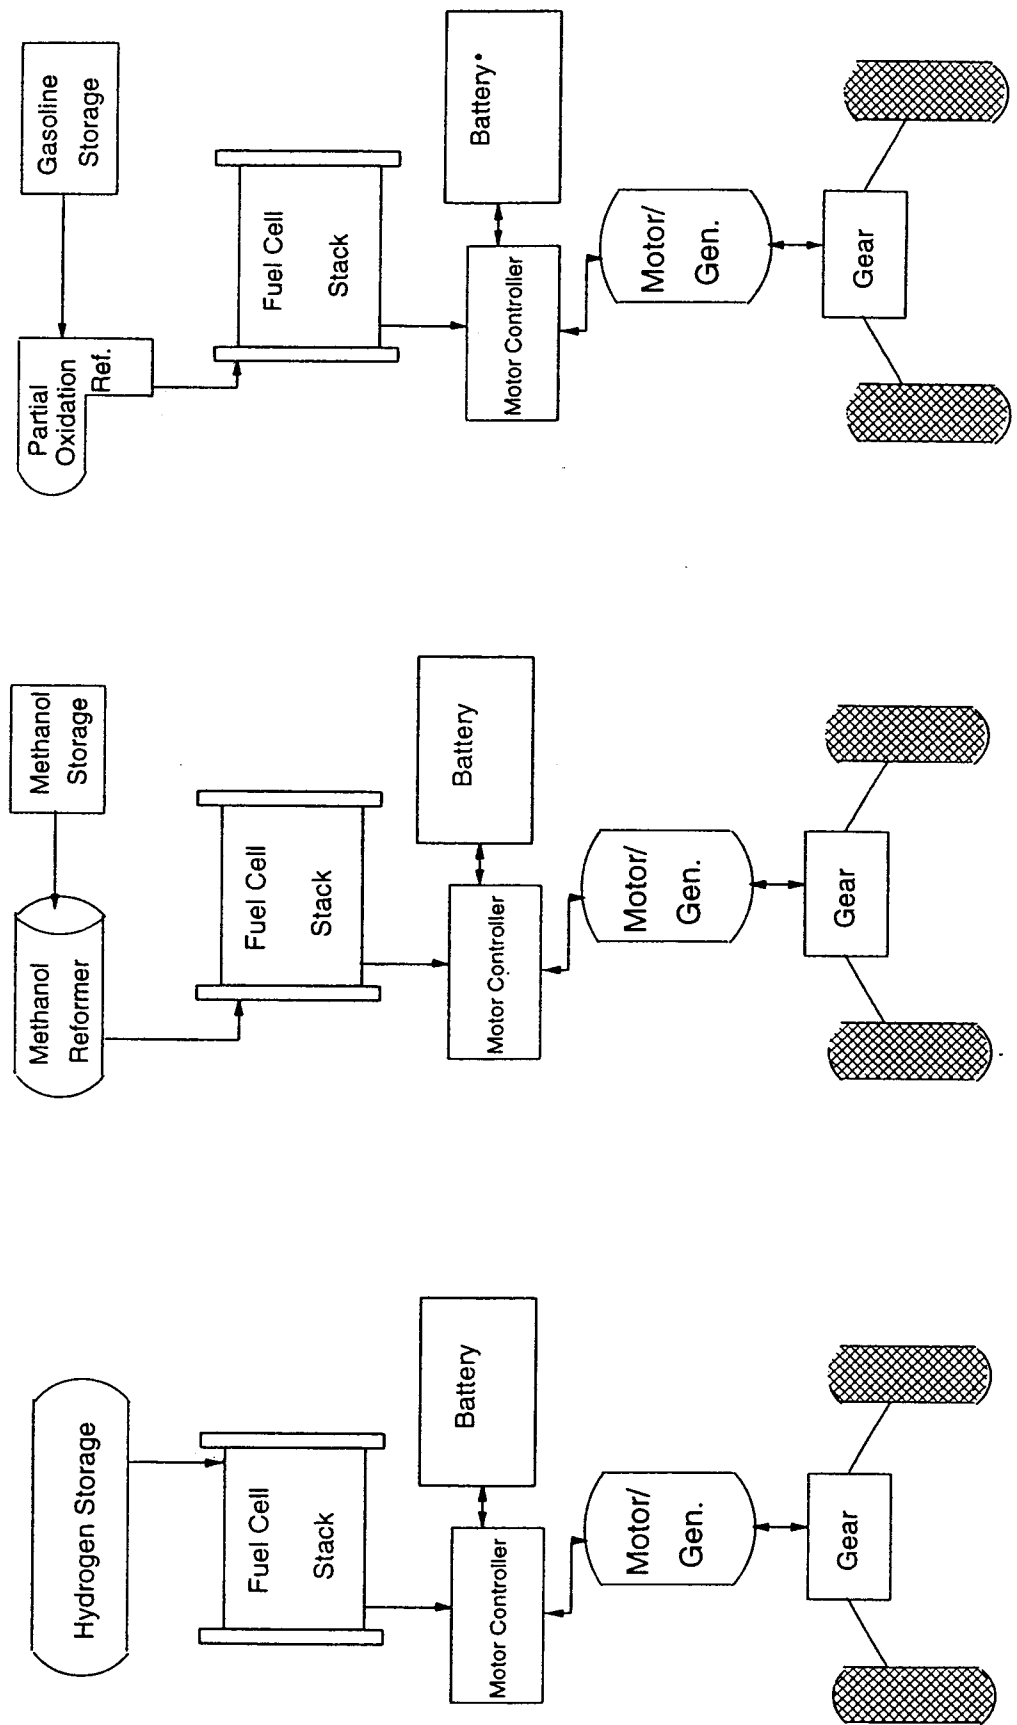 Hydrogen Storage
Fuel Cell
Stack
Battery
Motor Controller
Motor/
Gen.
Gear
Methanol
Reformer
Methanol
Storage
Fuel Cell
Stack
Battery
Motor Controller
Motor/
Gen.
Gear
Partial
Oxidation
Ref.
Gasoline
Storage
Fuel Cell
Stack
Battery*
Motor Controller
Motor/
Gen.
Gear